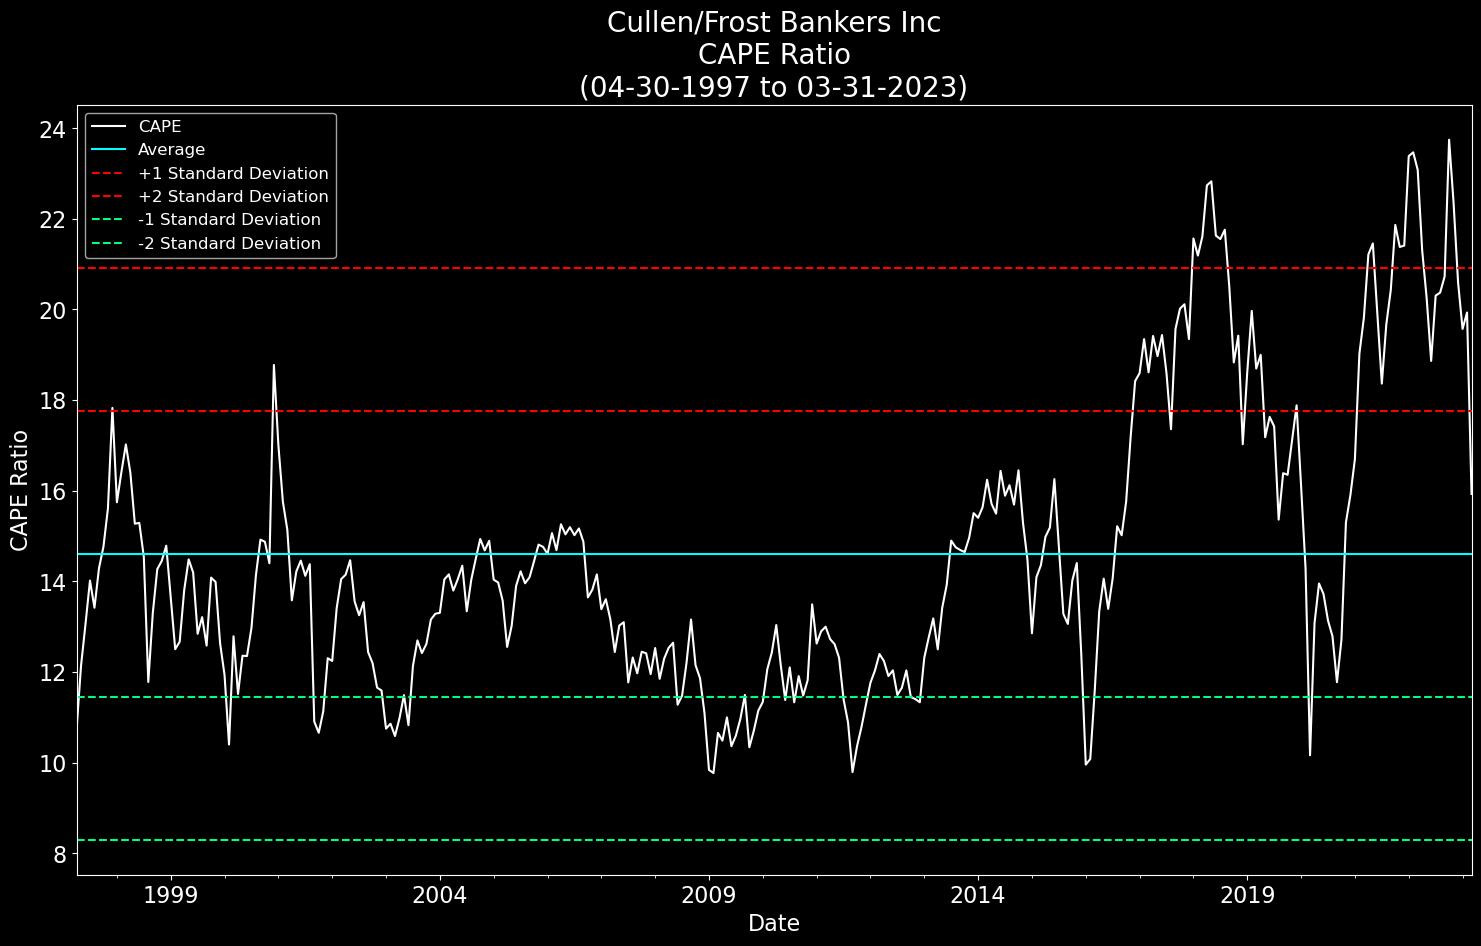 Cullen/Frost Bankers Inc
CAPE Ratio
(04-30-1997 to 03-31-2023)
CAPE
Average
+1 Standard Deviation
+2 Standard Deviation
-1 Standard Deviation
-2 Standard Deviation
24
22
20
18
16
14
12
10
8
CAPE Ratio
1999
2004
2009
2014
2019
Date